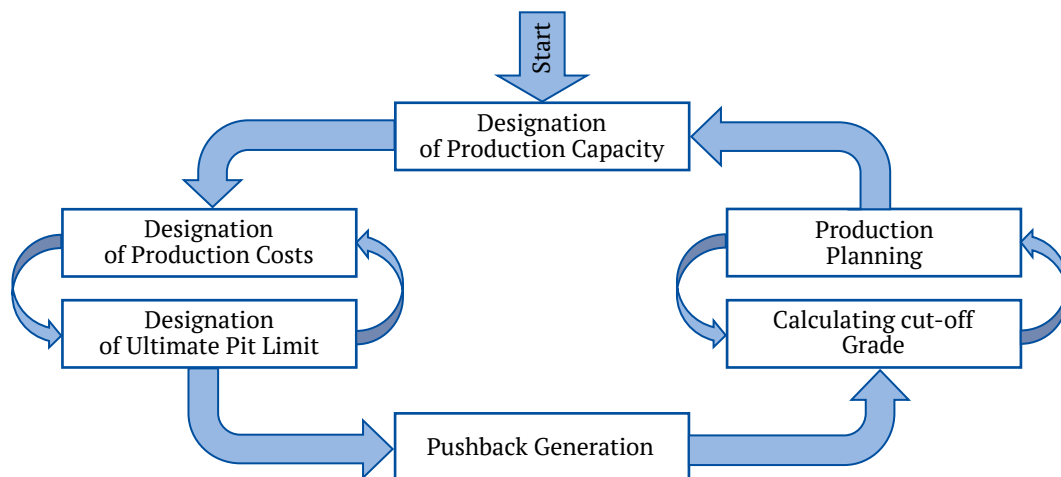 Start
Designation
of Production Capacity
Designation
of Production Costs
Production
Planning
Designation
of Ultimate Pit Limit
Calculating cut-off
Grade
Pushback Generation